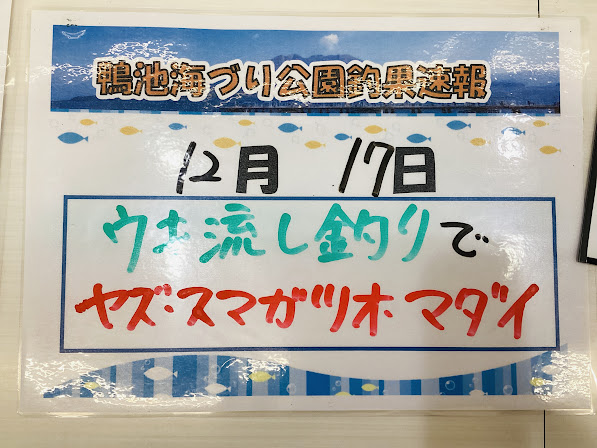 鴨池海づり公園釣果速報
12月 17日
ウキ流し釣りで
ヤズ・スマガツオ・マダイ